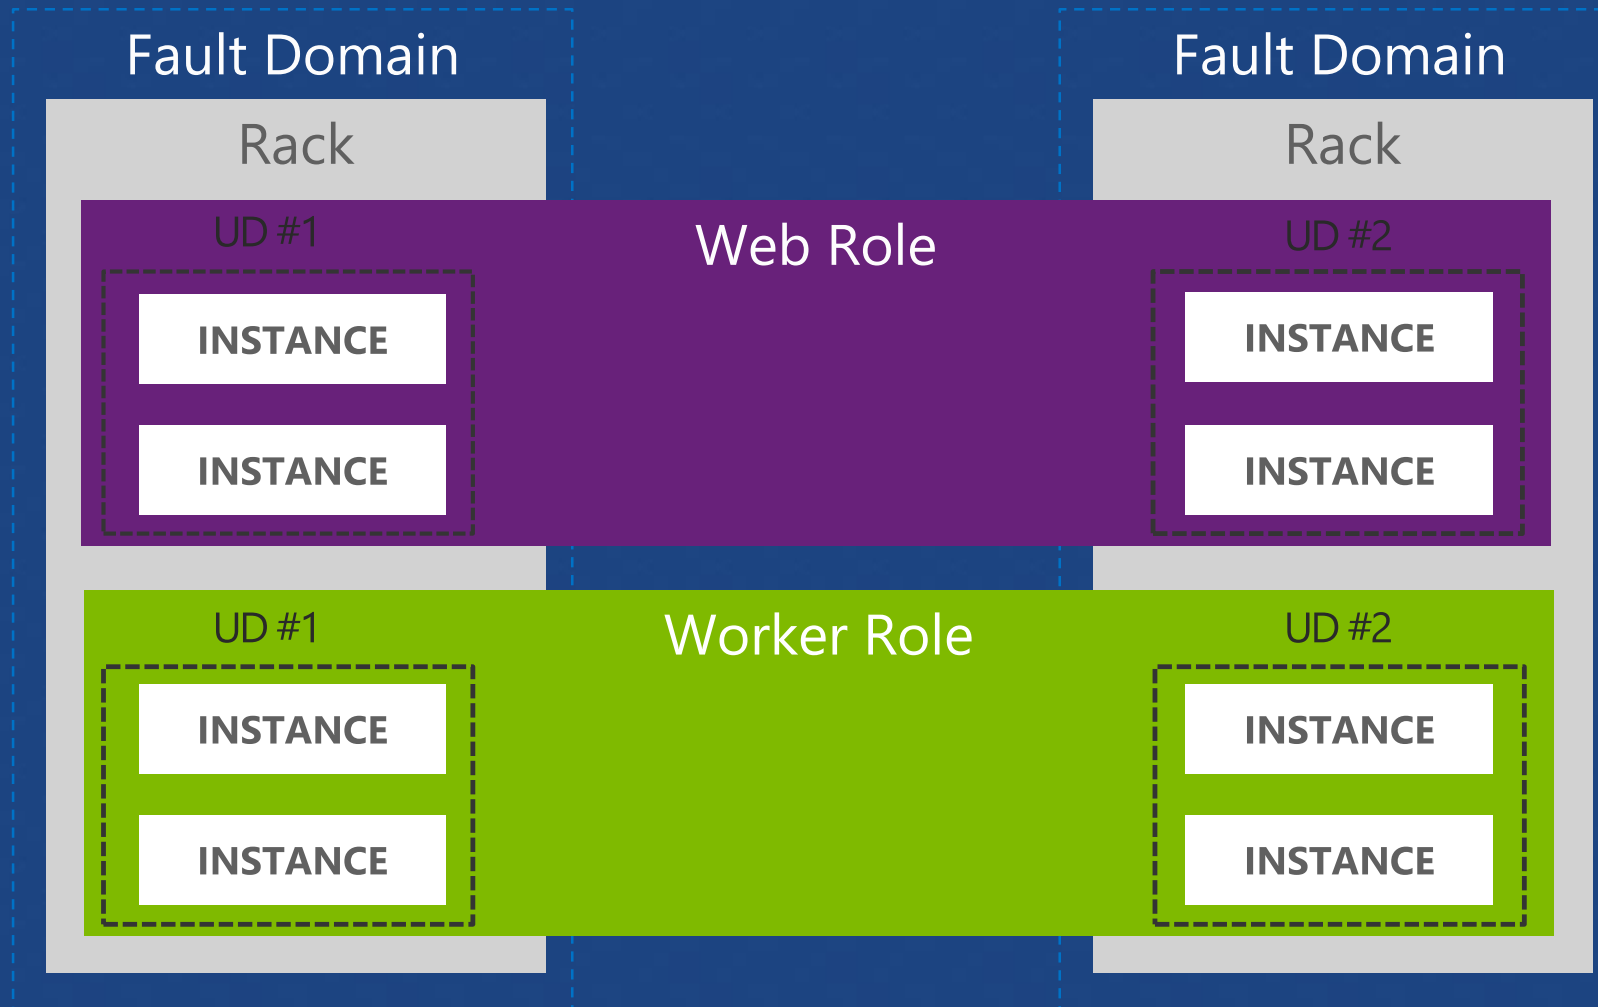 Fault Domain
Fault Domain
Rack
Rack
UD #1
Web Role
UD #2
INSTANCE
INSTANCE
INSTANCE
INSTANCE
UD #1
Worker Role
UD #2
INSTANCE
INSTANCE
INSTANCE
INSTANCE